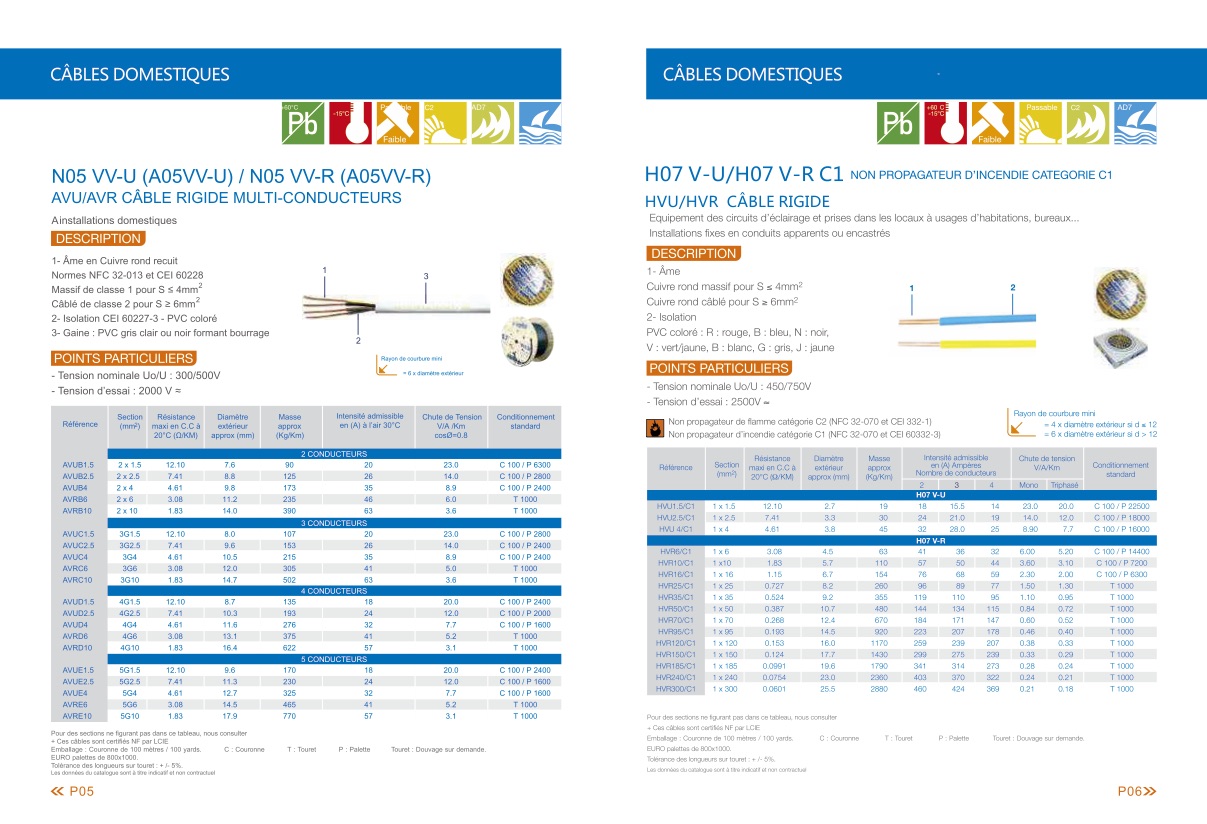 CÂBLES DOMESTIQUES
+60°C
-15°C
Passable
C2
AD7
Pb
Faible
N05 VV-U (A05VV-U) / N05 VV-R (A05VV-R)
AVU/AVR CÂBLE RIGIDE MULTI-CONDUCTEURS
Ainstallations domestiques
DESCRIPTION
1- Âme en Cuivre rond recuit
Normes NFC 32-013 et CEI 60228
Massif de classe 1 pour S ≤ 4mm²
Câblé de classe 2 pour S ≥ 6mm²
2- Isolation CEI 60227-3 - PVC coloré
3- Gaine : PVC gris clair ou noir formant bourrage
1
3
2
POINTS PARTICULIERS
- Tension nominale Uo/U : 300/500V
- Tension d'essai : 2000 V ≈
Rayon de courbure mini
= 6 x diamètre extérieur
Référence Section (mm²) Résistance maxi en C.C à 20°C (Ω/KM) Diamètre extérieur approx (mm) Masse approx (Kg/Km) Intensité admissible en (A) à l'air 30°C Chute de Tension V/A /Km cosØ=0.8 Conditionnement standard
2 CONDUCTEURS
AVUB1.5 2 x 1.5 12.10 7.6 90 20 23.0 C 100 / P 6300
AVUB2.5 2 x 2.5 7.41 8.8 125 26 14.0 C 100 / P 2800
AVUB4 2 x 4 4.61 9.8 173 35 8.9 C 100 / P 2400
AVRB6 2 x 6 3.08 11.2 235 46 6.0 T 1000
AVRB10 2 x 10 1.83 14.0 390 63 3.6 T 1000
3 CONDUCTEURS
AVUC1.5 3G1.5 12.10 8.0 107 20 23.0 C 100 / P 2800
AVUC2.5 3G2.5 7.41 9.6 153 26 14.0 C 100 / P 2400
AVUC4 3G4 4.61 10.5 215 35 8.9 C 100 / P 2400
AVRC6 3G6 3.08 12.0 305 41 5.0 T 1000
AVRC10 3G10 1.83 14.7 502 63 3.6 T 1000
4 CONDUCTEURS
AVUD1.5 4G1.5 12.10 8.7 135 18 20.0 C 100 / P 2400
AVUD2.5 4G2.5 7.41 10.3 193 24 12.0 C 100 / P 2000
AVUD4 4G4 4.61 11.6 276 32 7.7 C 100 / P 1600
AVRD6 4G6 3.08 13.1 375 41 5.2 T 1000
AVRD10 4G10 1.83 16.4 622 57 3.1 T 1000
5 CONDUCTEURS
AVUE1.5 5G1.5 12.10 9.6 170 18 20.0 C 100 / P 2400
AVUE2.5 5G2.5 7.41 11.3 230 24 12.0 C 100 / P 1600
AVUE4 5G4 4.61 12.7 325 32 7.7 C 100 / P 1600
AVRE6 5G6 3.08 14.5 465 41 5.2 T 1000
AVRE10 5G10 1.83 17.9 770 57 3.1 T 1000
Pour des sections ne figurant pas dans ce tableau, nous consulter
÷ Ces câbles sont certifiés NF par LCIE
Emballage : Couronne de 100 mètres / 100 yards. C : Couronne T : Touret P : Palette Touret : Douvage sur demande.
EURO palettes de 800x1000.
Tolérance des longueurs sur touret : + /- 5%.
Les données du catalogue sont à titre indicatif et non contractuel
P05
CÂBLES DOMESTIQUES
-
Pb
+60 C
-15°C
Faible
Passable
C2
AD7
H07 V-U/H07 V-R C1 NON PROPAGATEUR D'INCENDIE CATEGORIE C1
HVU/HVR CÂBLE RIGIDE
Equipement des circuits d'éclairage et prises dans les locaux à usages d'habitations, bureaux...
Installations fixes en conduits apparents ou encastrés
DESCRIPTION
1- Âme
Cuivre rond massif pour S ≤ 4mm²
Cuivre rond câblé pour S ≥ 6mm²
2- Isolation
PVC coloré : R : rouge, B : bleu, N : noir,
V : vert/jaune, B : blanc, G : gris, J : jaune
1
2
POINTS PARTICULIERS
- Tension nominale Uo/U : 450/750V
- Tension d'essai : 2500V ≃
Non propagateur de flamme catégorie C2 (NFC 32-070 et CEI 332-1)
Non propagateur d'incendie catégorie C1 (NFC 32-070 et CEI 60332-3)
Rayon de courbure mini
= 4 x diamètre extérieur si d ≤ 12
= 6 x diamètre extérieur si d > 12
Référence Section (mm²) Résistance maxi en C.C à 20°C (Ω/KM) Diamètre extérieur approx (mm) Masse approx (Kg/Km) Intensité admissible en (A) Ampères Nombre de conducteurs Chute de tension V/A/Km Conditionnement standard
2 3 4 Mono Triphasé
H07 V-U
HVU1.5/C1 1 x 1.5 12.10 2.7 19 18 15.5 14 23.0 20.0 C 100 / P 22500
HVU2.5/C1 1 x 2.5 7.41 3.3 30 24 21.0 19 14.0 12.0 C 100 / P 18000
HVU 4/C1 1 x 4 4.61 3.8 45 32 28.0 25 8.90 7.7 C 100 / P 16000
H07 V-R
HVR6/C1 1 x 6 3.08 4.5 63 41 36 32 6.00 5.20 C 100 / P 14400
HVR10/C1 1 x10 1.83 5.7 110 57 50 44 3.60 3.10 C 100 / P 7200
HVR16/C1 1 x 16 1.15 6.7 154 76 68 59 2.30 2.00 C 100 / P 6300
HVR25/C1 1 x 25 0.727 8.2 260 96 89 77 1.50 1.30 T 1000
HVR35/C1 1 x 35 0.524 9.2 355 119 110 95 1.10 0.95 T 1000
HVR50/C1 1 x 50 0.387 10.7 480 144 134 115 0.84 0.72 T 1000
HVR70/C1 1 x 70 0.268 12.4 670 184 171 147 0.60 0.52 T 1000
HVR95/C1 1 x 95 0.193 14.5 920 223 207 178 0.46 0.40 T 1000
HVR120/C1 1 x 120 0.153 16.0 1170 259 239 207 0.38 0.33 T 1000
HVR150/C1 1 x 150 0.124 17.7 1430 299 275 239 0.33 0.29 T 1000
HVR185/C1 1 x 185 0.0991 19.6 1790 341 314 273 0.28 0.24 T 1000
HVR240/C1 1 x 240 0.0754 23.0 2360 403 370 322 0.24 0.21 T 1000
HVR300/C1 1 x 300 0.0601 25.5 2880 460 424 369 0.21 0.18 T 1000
Pour des sections ne figurant pas dans ce tableau, nous consulter
÷ Ces câbles sont certifiés NF par LCIE
Emballage : Couronne de 100 mètres / 100 yards. C : Couronne T : Touret P : Palette Touret : Douvage sur demande.
EURO palettes de 800x1000.
Tolérance des longueurs sur touret : + /- 5%.
Les données du catalogue sont à titre indicatif et non contractuel
P06